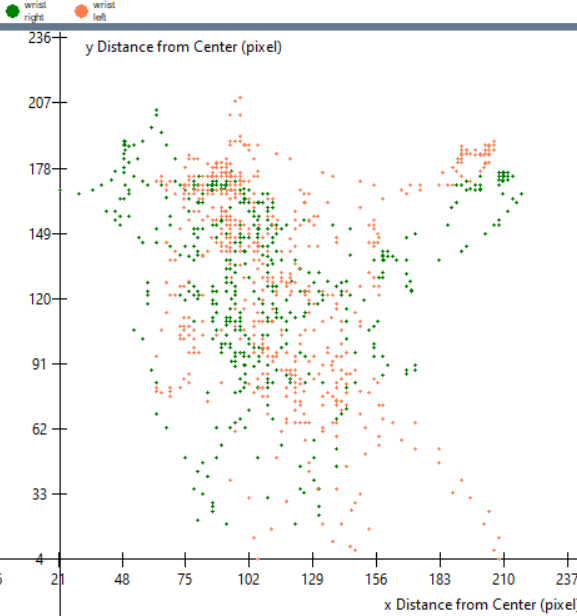 wrist
right
wrist
left
y Distance from Center (pixel)
236
207
178
149
120
91
62
33
4
21 48 75 102 129 156 183 210 237
x Distance from Center (pixel)